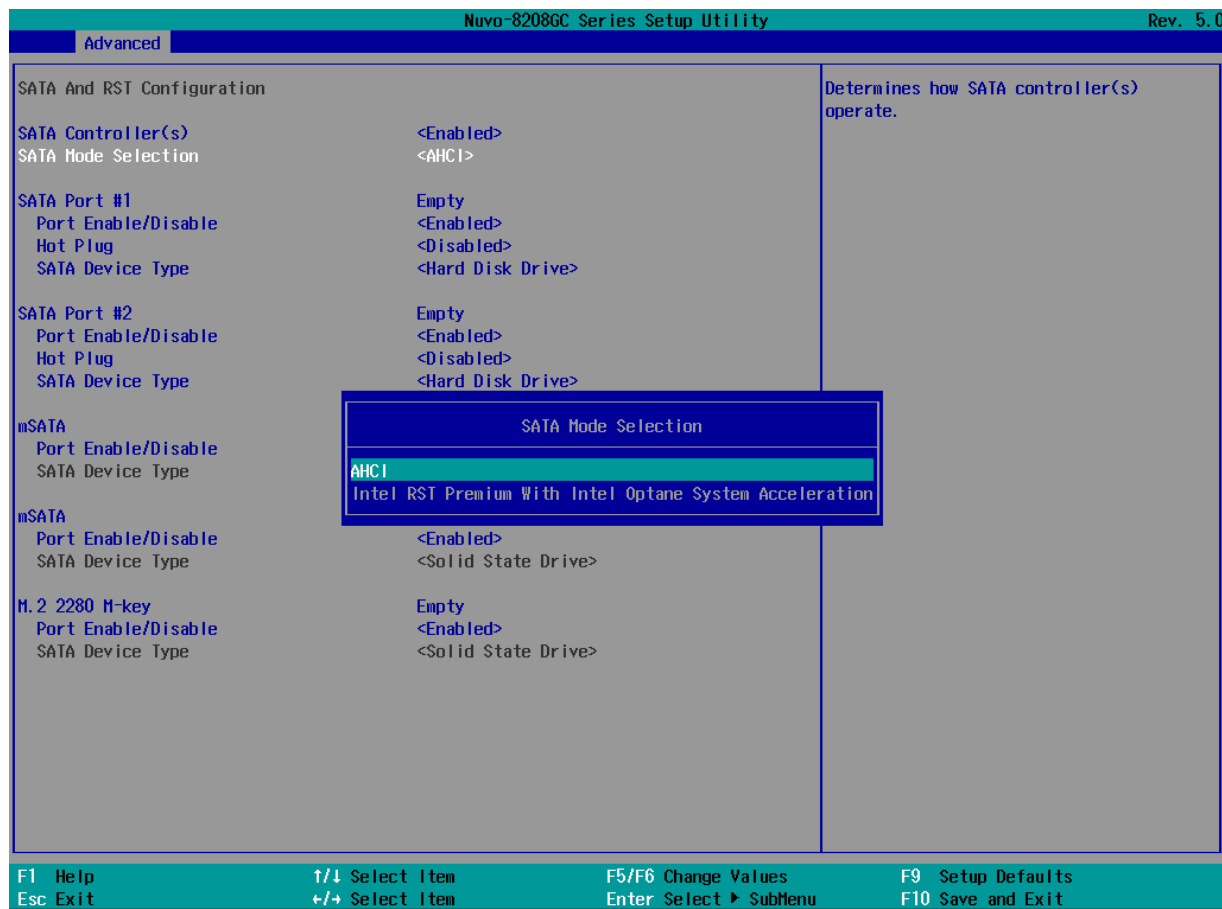 Nuvo-8208GC Series Setup Utility Rev. 5.0
Advanced
SATA And RST Configuration
Determines how SATA controller(s)
operate.
SATA Controller(s) <Enabled>
SATA Mode Selection <AHCI>
SATA Port #1 Empty
Port Enable/Disable <Enabled>
Hot Plug <Disabled>
SATA Device Type <Hard Disk Drive>
SATA Port #2 Empty
Port Enable/Disable <Enabled>
Hot Plug <Disabled>
SATA Device Type <Hard Disk Drive>
mSATA
Port Enable/Disable
SATA Device Type
SATA Mode Selection
AHCI
Intel RST Premium With Intel Optane System Acceleration
mSATA
Port Enable/Disable <Enabled>
SATA Device Type <Solid State Drive>
M.2 2280 M-key Empty
Port Enable/Disable <Enabled>
SATA Device Type <Solid State Drive>
F1 Help ↑/↓ Select Item F5/F6 Change Values F9 Setup Defaults
Esc Exit ←/→ Select Item Enter Select ▶ SubMenu F10 Save and Exit